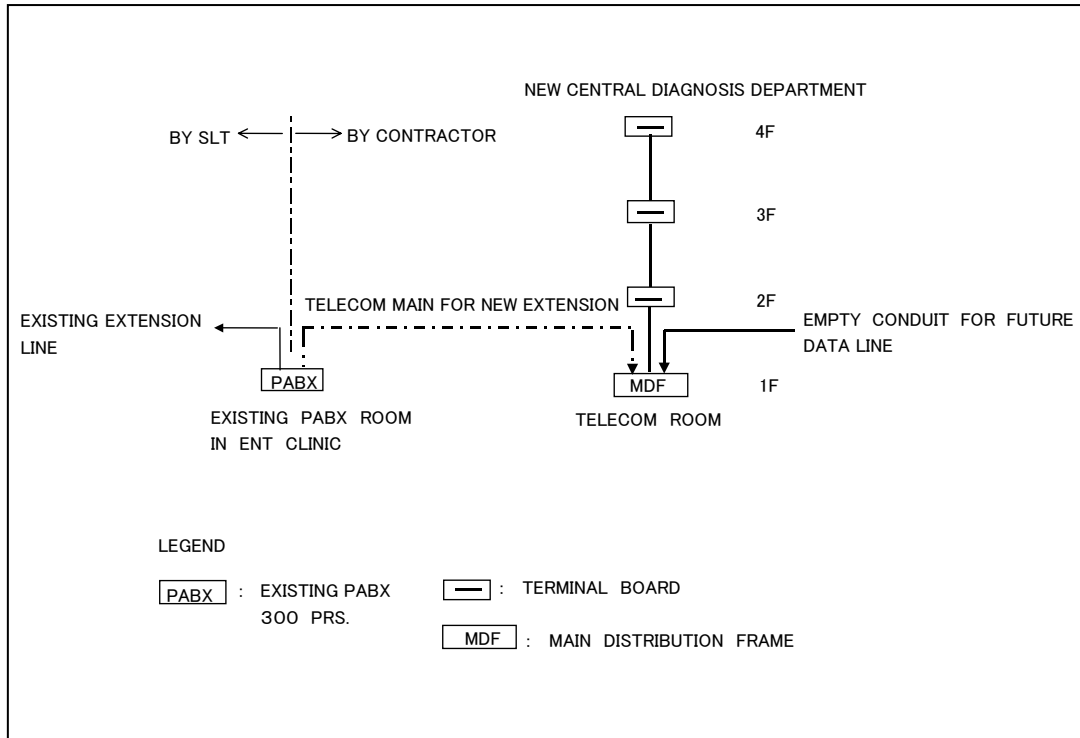 NEW CENTRAL DIAGNOSIS DEPARTMENT
BY SLT
BY CONTRACTOR
4F
3F
TELECOM MAIN FOR NEW EXTENSION
2F
EXISTING EXTENSION
LINE
EMPTY CONDUIT FOR FUTURE
DATA LINE
PABX
MDF
1F
EXISTING PABX ROOM
IN ENT CLINIC
TELECOM ROOM
LEGEND
PABX : EXISTING PABX
300 PRS.
: TERMINAL BOARD
MDF : MAIN DISTRIBUTION FRAME